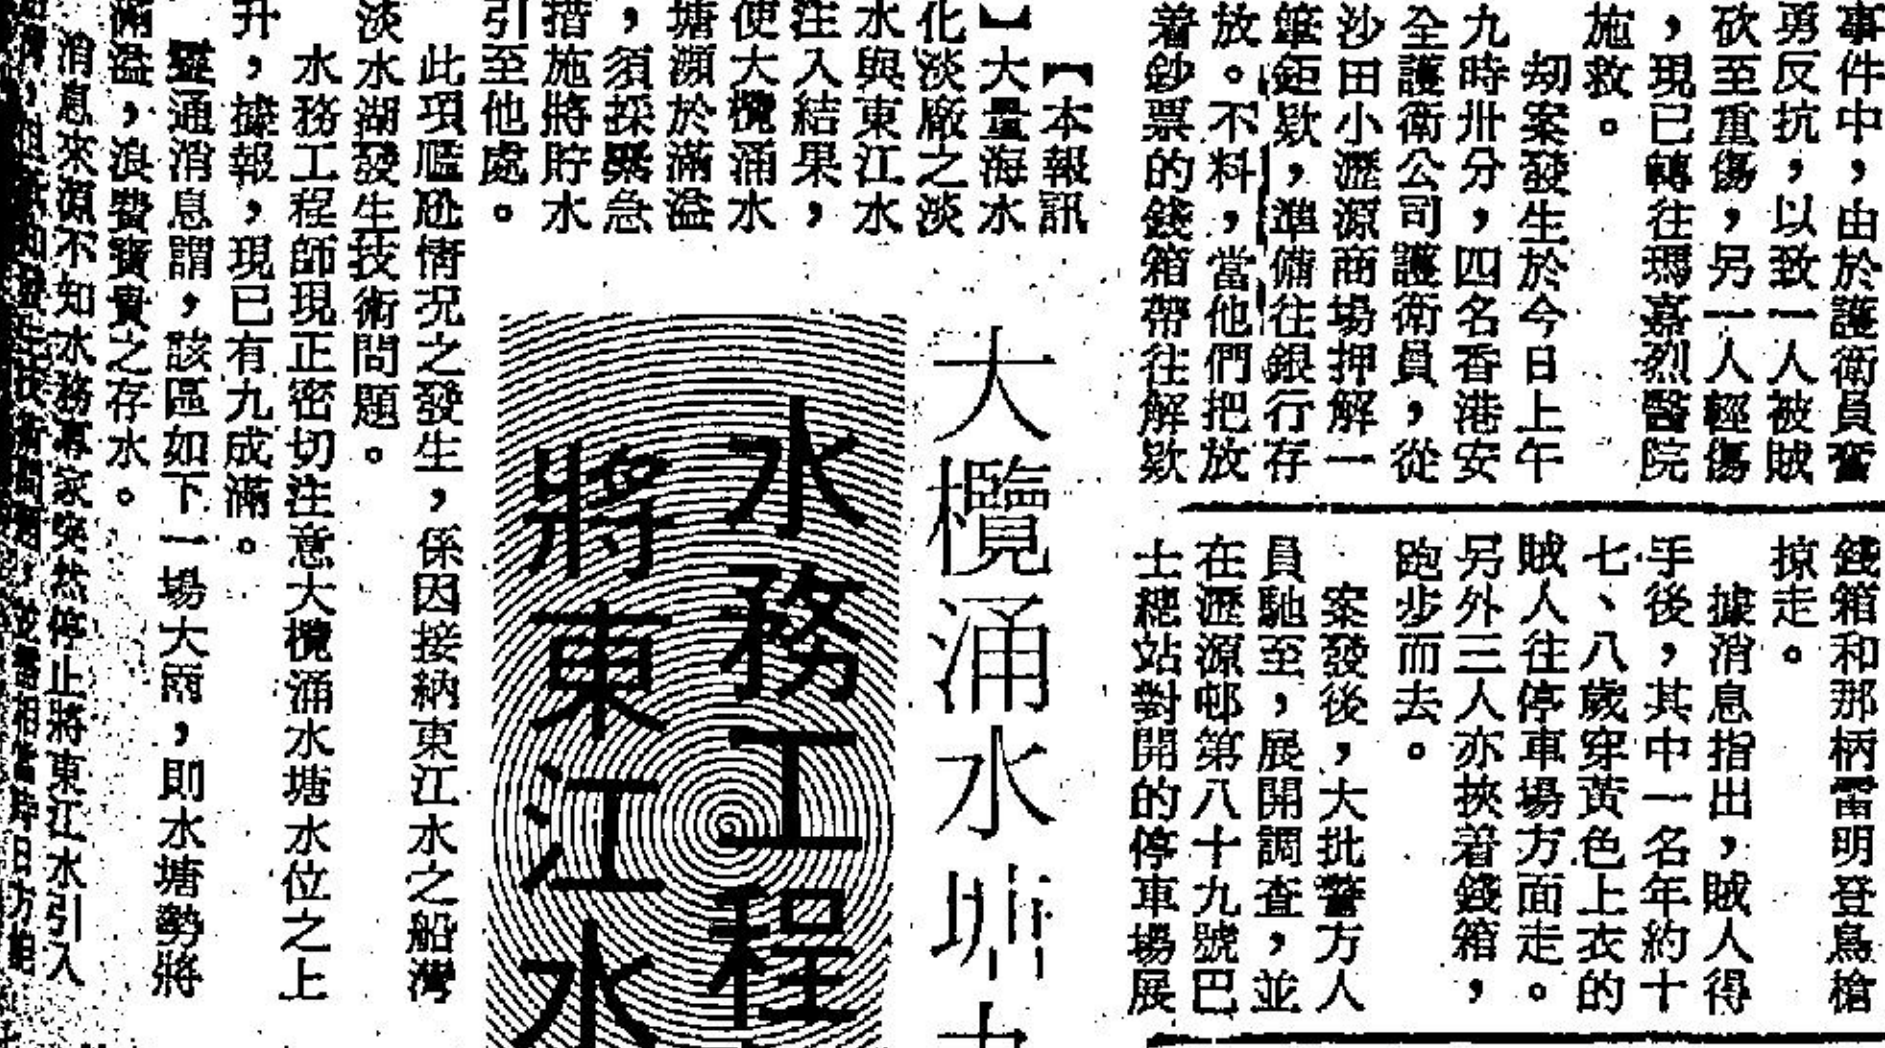 事件中，由於護衛員奮
勇反抗，以致一人被賊
砍至重傷，另一人輕傷
，現已轉往瑪嘉烈醫院
施救。
刼案發生於今日上午
九時卅分，四名香港安
全護衛公司護衛員，從
沙田小瀝源商場押解一
筆鉅欵，準備往銀行存
放。不料，當他們把放
着鈔票的錢箱帶往解欵
錢箱和那柄雷明登鳥槍
掠走。
據消息指出，賊人得
手後，其中一名年約十
七、八歲穿黃色上衣的
賊人往停車場方面走。
另外三人亦挾着錢箱，
跑步而去。
案發後，大批警方人
員馳至，展開調查，並
在瀝源邨第八十九號巴
士總站對開的停車場展
大欖涌水塘
水務工程
將東江水
【本報訊
】大量海水
化淡廠之淡
水與東江水
注入結果，
使大欖涌水
塘瀕於滿溢
，須採緊急
措施將貯水
引至他處。
此項尷尬情況之發生，係因接納東江水之船灣
淡水湖發生技術問題。
水務工程師現正密切注意大欖涌水塘水位之上
升，據報，現已有九成滿。
靈通消息謂，該區如下一場大雨，則水塘勢將
滿溢，浪費寶貴之存水。
消息來源不知水務專家突然停止將東江水引入
技術問題，並需相當時日方能